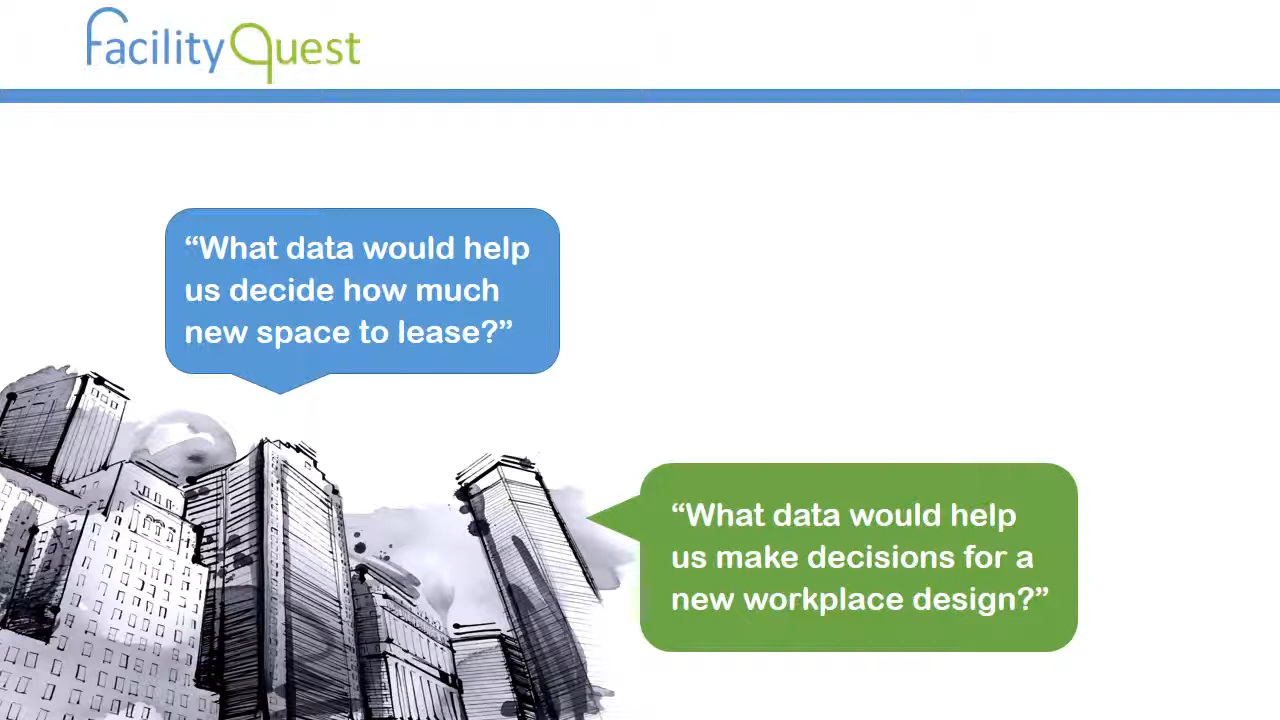 facilityQuest
“What data would help
us decide how much
new space to lease?”
“What data would help
us make decisions for a
new workplace design?”